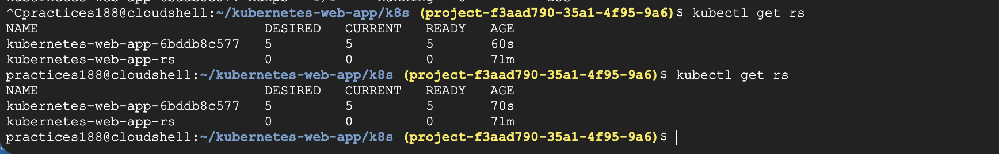 ^Cpractices188@cloudshell:~/kubernetes-web-app/k8s (project-f3aad790-35a1-4f95-9a6)$ kubectl get rs
NAME DESIRED CURRENT READY AGE
kubernetes-web-app-6bddb8c577 5 5 5 60s
kubernetes-web-app-rs 0 0 0 71m
practices188@cloudshell:~/kubernetes-web-app/k8s (project-f3aad790-35a1-4f95-9a6)$ kubectl get rs
NAME DESIRED CURRENT READY AGE
kubernetes-web-app-6bddb8c577 5 5 5 70s
kubernetes-web-app-rs 0 0 0 71m
practices188@cloudshell:~/kubernetes-web-app/k8s (project-f3aad790-35a1-4f95-9a6)$